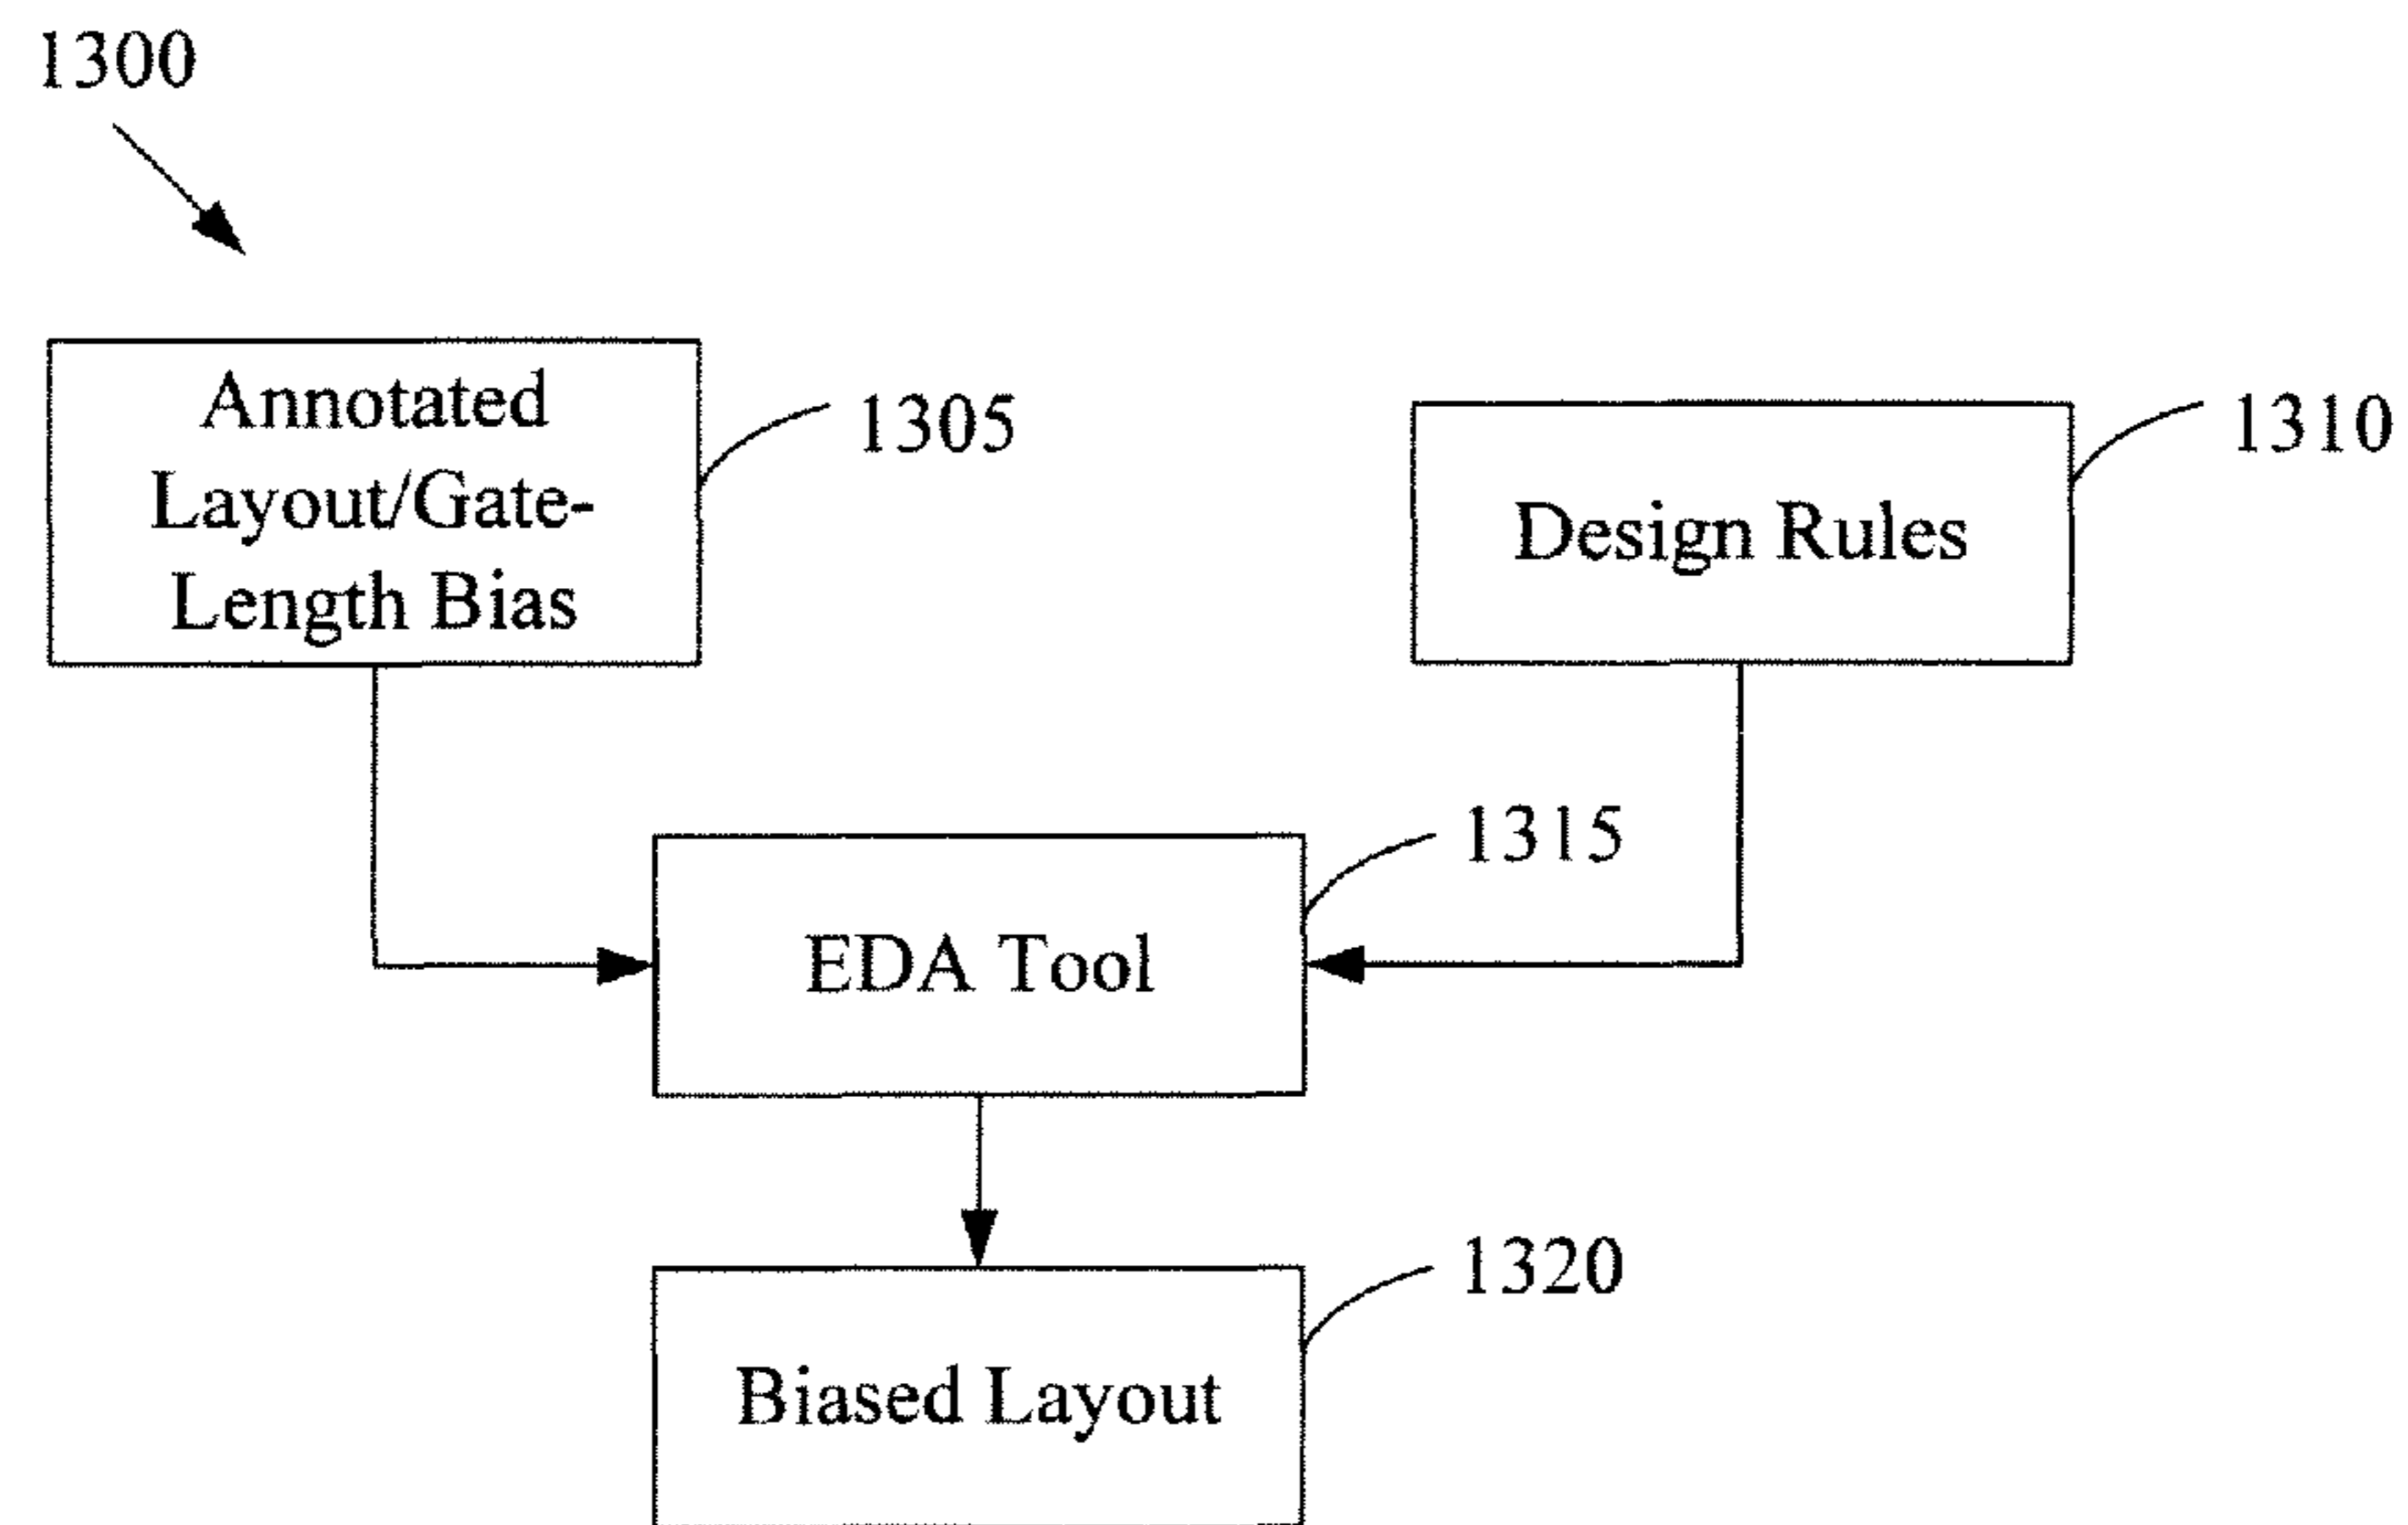 1300
Annotated
Layout/Gate-
Length Bias
1305
Design Rules
1310
EDA Tool
1315
Biased Layout
1320